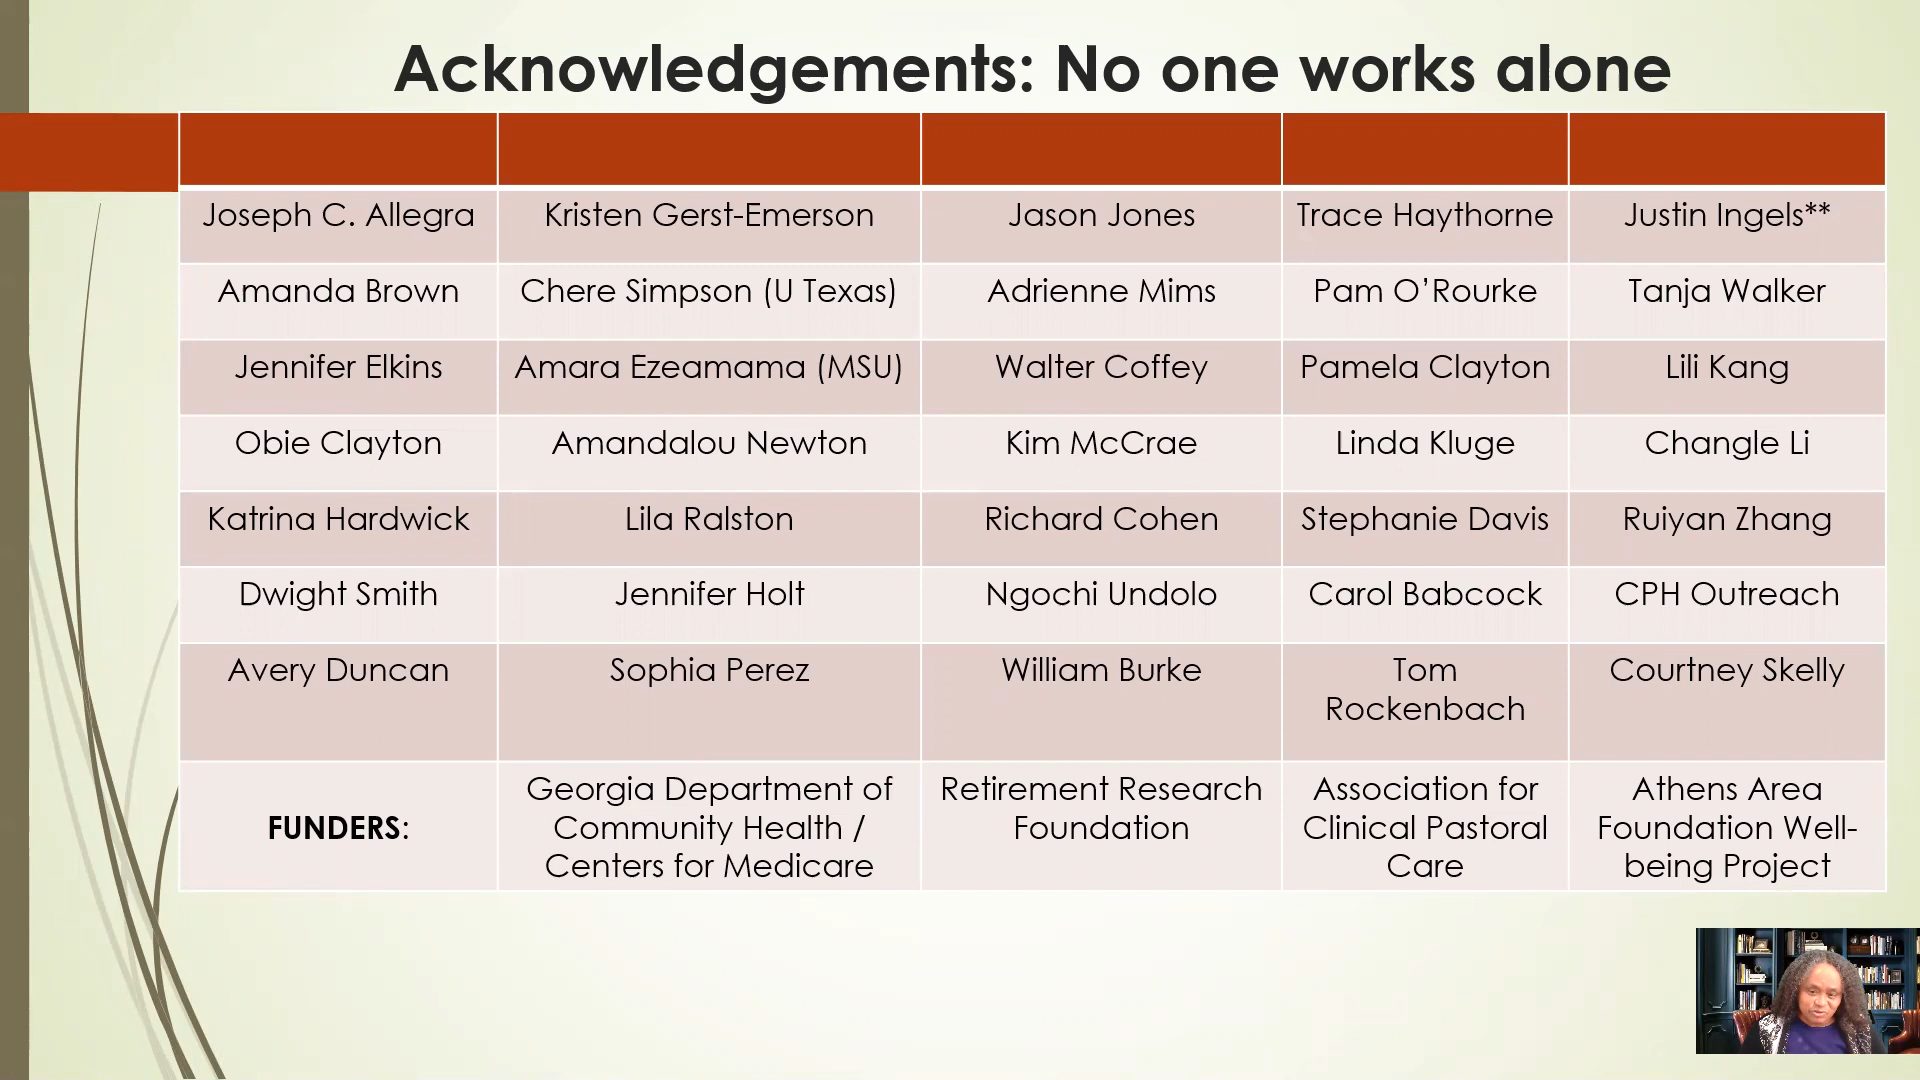 Acknowledgements: No one works alone
Joseph C. Allegra
Kristen Gerst-Emerson
Jason Jones
Trace Haythorne
Justin Ingels**
Amanda Brown
Chere Simpson (U Texas)
Adrienne Mims
Pam O’Rourke
Tanja Walker
Jennifer Elkins
Amara Ezeamama (MSU)
Walter Coffey
Pamela Clayton
Lili Kang
Obie Clayton
Amandalou Newton
Kim McCrae
Linda Kluge
Changle Li
Katrina Hardwick
Lila Ralston
Richard Cohen
Stephanie Davis
Ruiyan Zhang
Dwight Smith
Jennifer Holt
Ngochi Undolo
Carol Babcock
CPH Outreach
Avery Duncan
Sophia Perez
William Burke
Tom
Rockenbach
Courtney Skelly
FUNDERS:
Georgia Department of
Community Health /
Centers for Medicare
Retirement Research
Foundation
Association for
Clinical Pastoral
Care
Athens Area
Foundation Well-
being Project